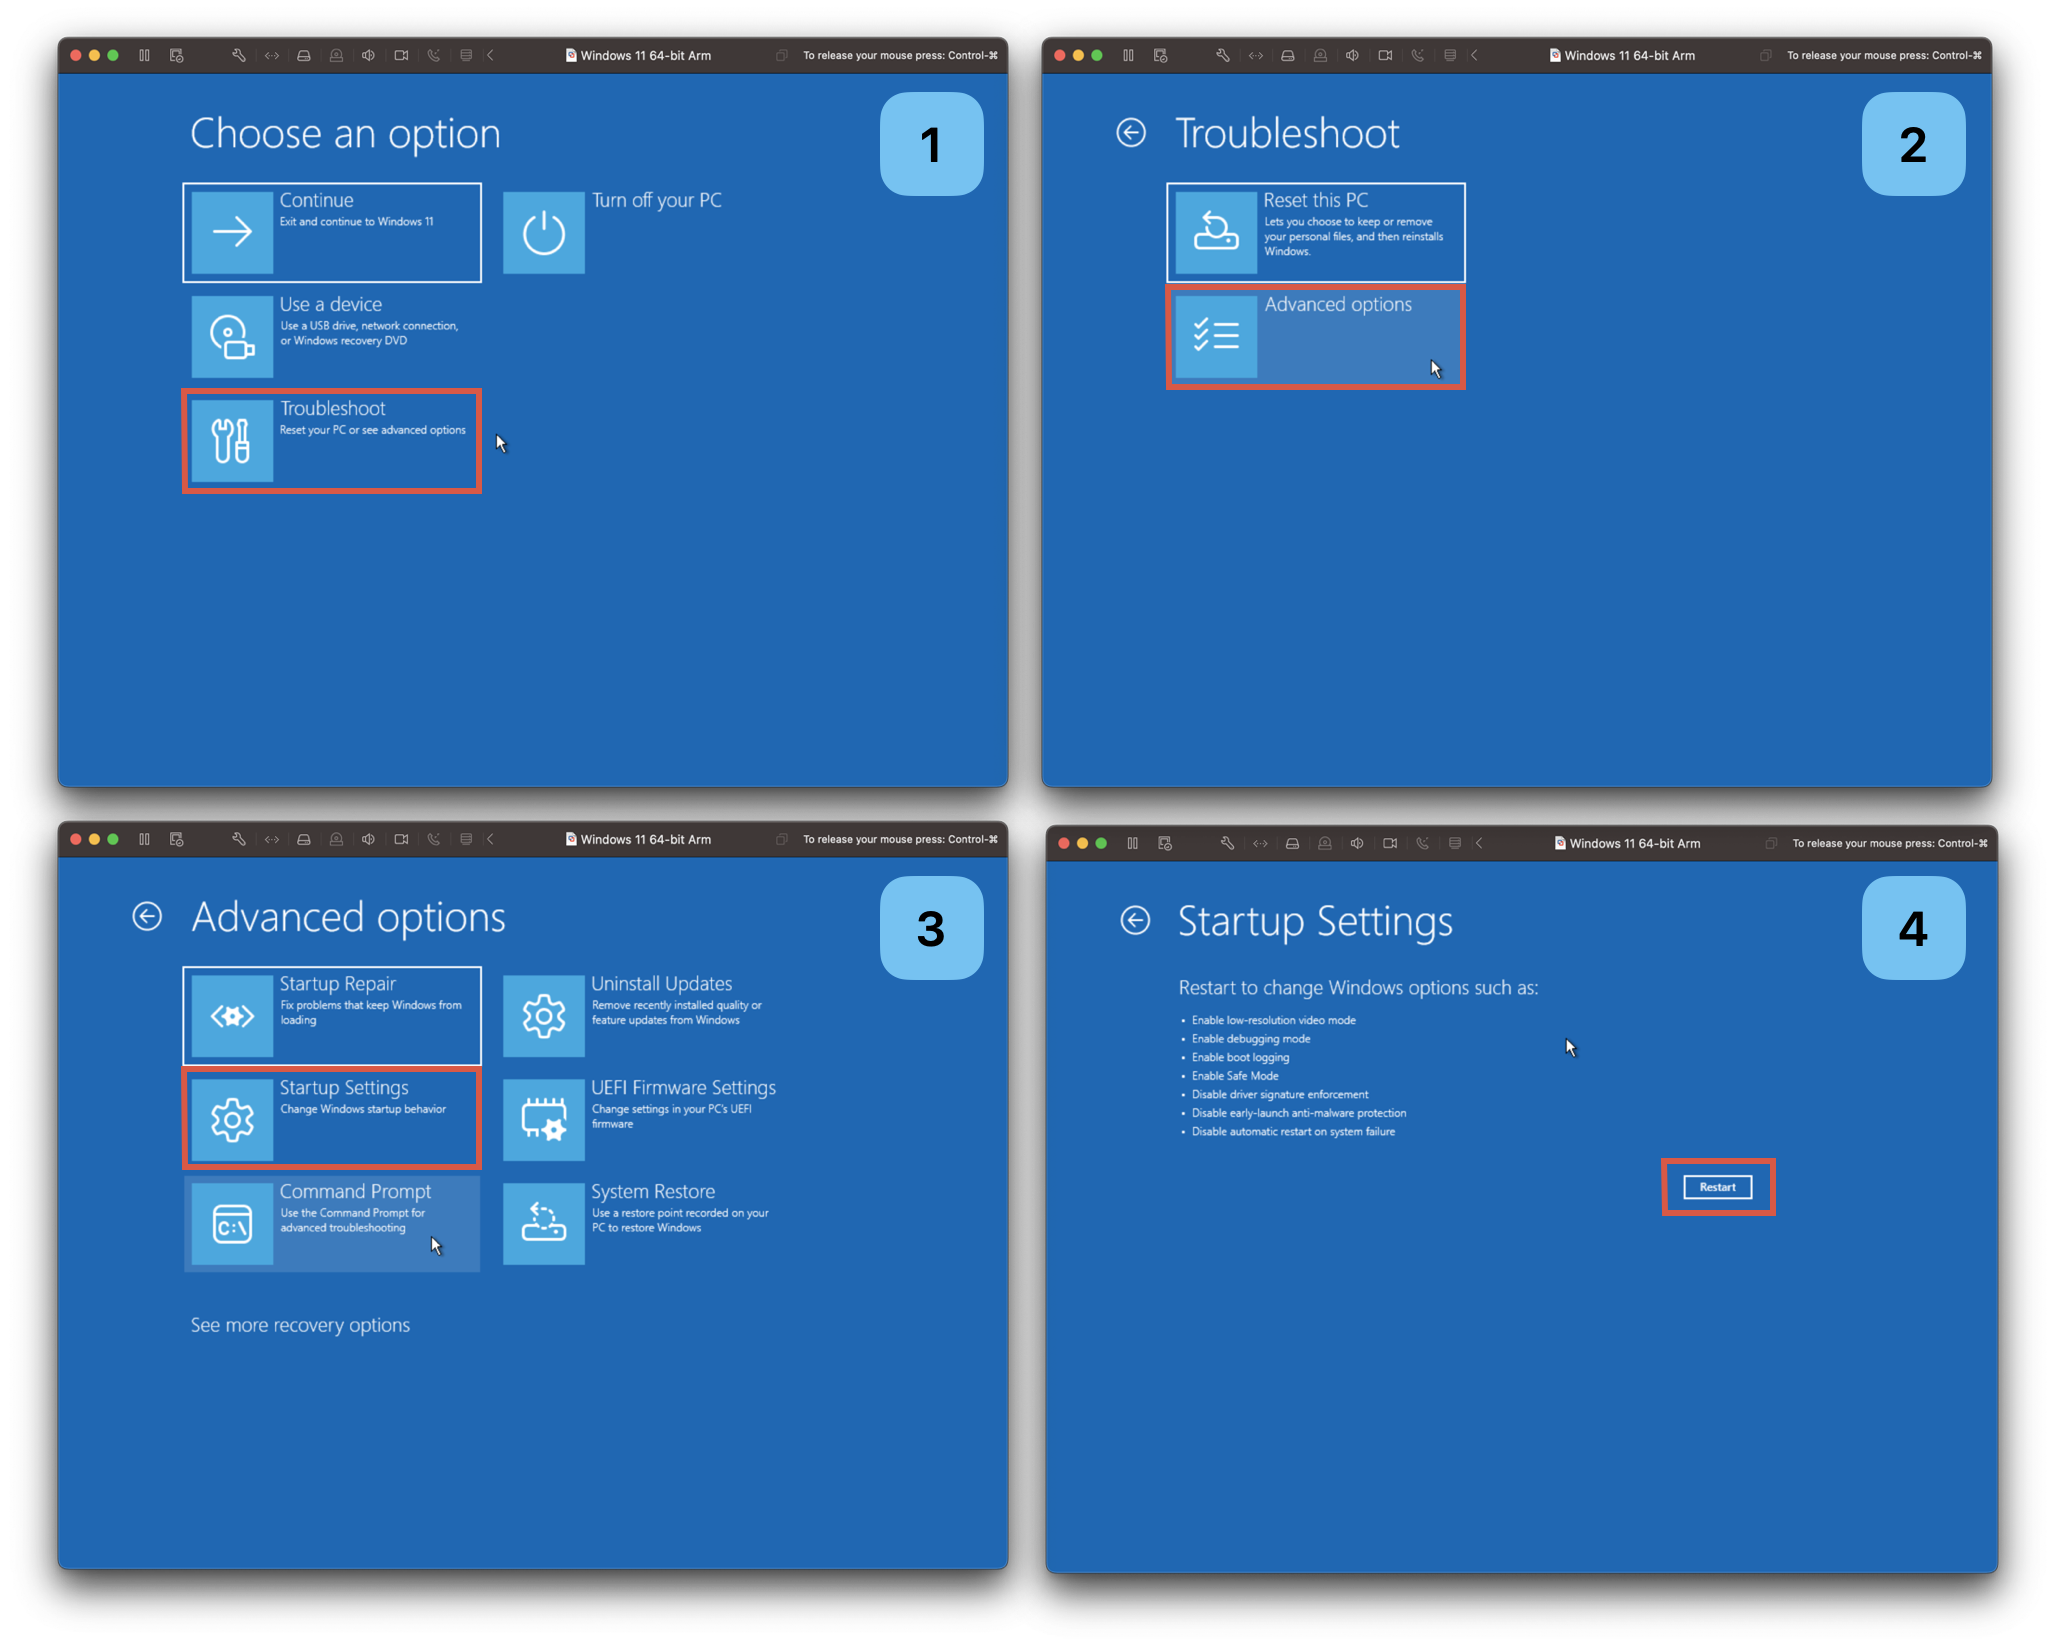 Windows 11 64-bit Arm
To release your mouse press: Control-⌘
Choose an option
1
Continue
Exit and continue to Windows 11
Turn off your PC
Use a device
Use a USB drive, network connection,
or Windows recovery DVD
Troubleshoot
Reset your PC or see advanced options
Windows 11 64-bit Arm
To release your mouse press: Control-⌘
Troubleshoot
2
Reset this PC
Lets you choose to keep or remove
your personal files, and then reinstalls
Windows.
Advanced options
Windows 11 64-bit Arm
To release your mouse press: Control-⌘
Advanced options
3
Startup Repair
Fix problems that keep Windows from
loading
Uninstall Updates
Remove recently installed quality or
feature updates from Windows
Startup Settings
Change Windows startup behavior
UEFI Firmware Settings
Change settings in your PC's UEFI
firmware
C:\
Command Prompt
Use the Command Prompt for
advanced troubleshooting
System Restore
Use a restore point recorded on your
PC to restore Windows
See more recovery options
Windows 11 64-bit Arm
To release your mouse press: Control-⌘
Startup Settings
4
Restart to change Windows options such as:
• Enable low-resolution video mode
• Enable debugging mode
• Enable boot logging
• Enable Safe Mode
• Disable driver signature enforcement
• Disable early-launch anti-malware protection
• Disable automatic restart on system failure
Restart